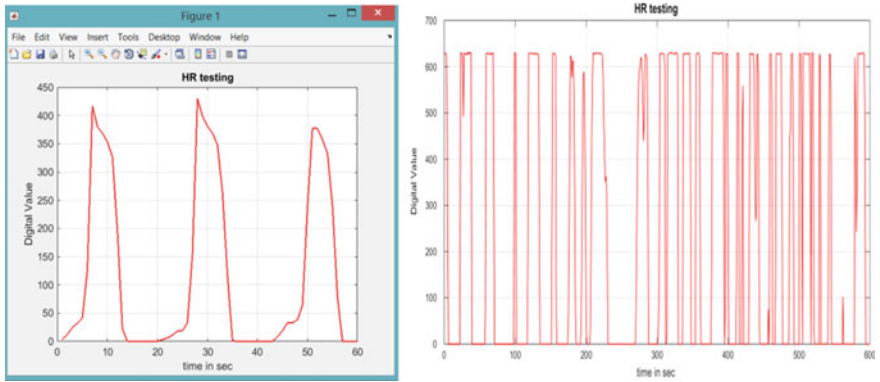 Figure 1
File Edit View Insert Tools Desktop Window Help
HR testing
Digital Value
450
400
350
300
250
200
150
100
50
0
0 10 20 30 40 50 60
time in sec
HR testing
Digital Value
700
600
500
400
300
200
100
0
0 100 200 300 400 500 600
time in sec